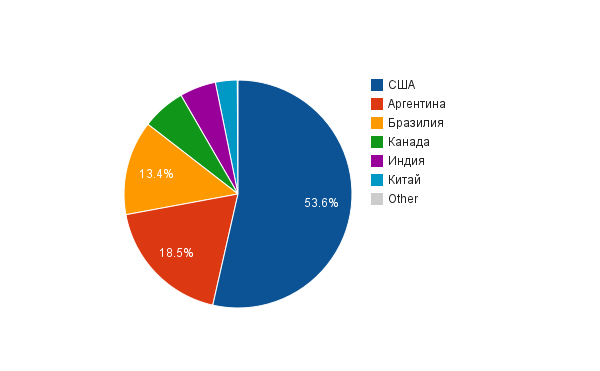 США
Аргентина
Бразилия
Канада
Индия
Китай
Other
13.4%
53.6%
18.5%